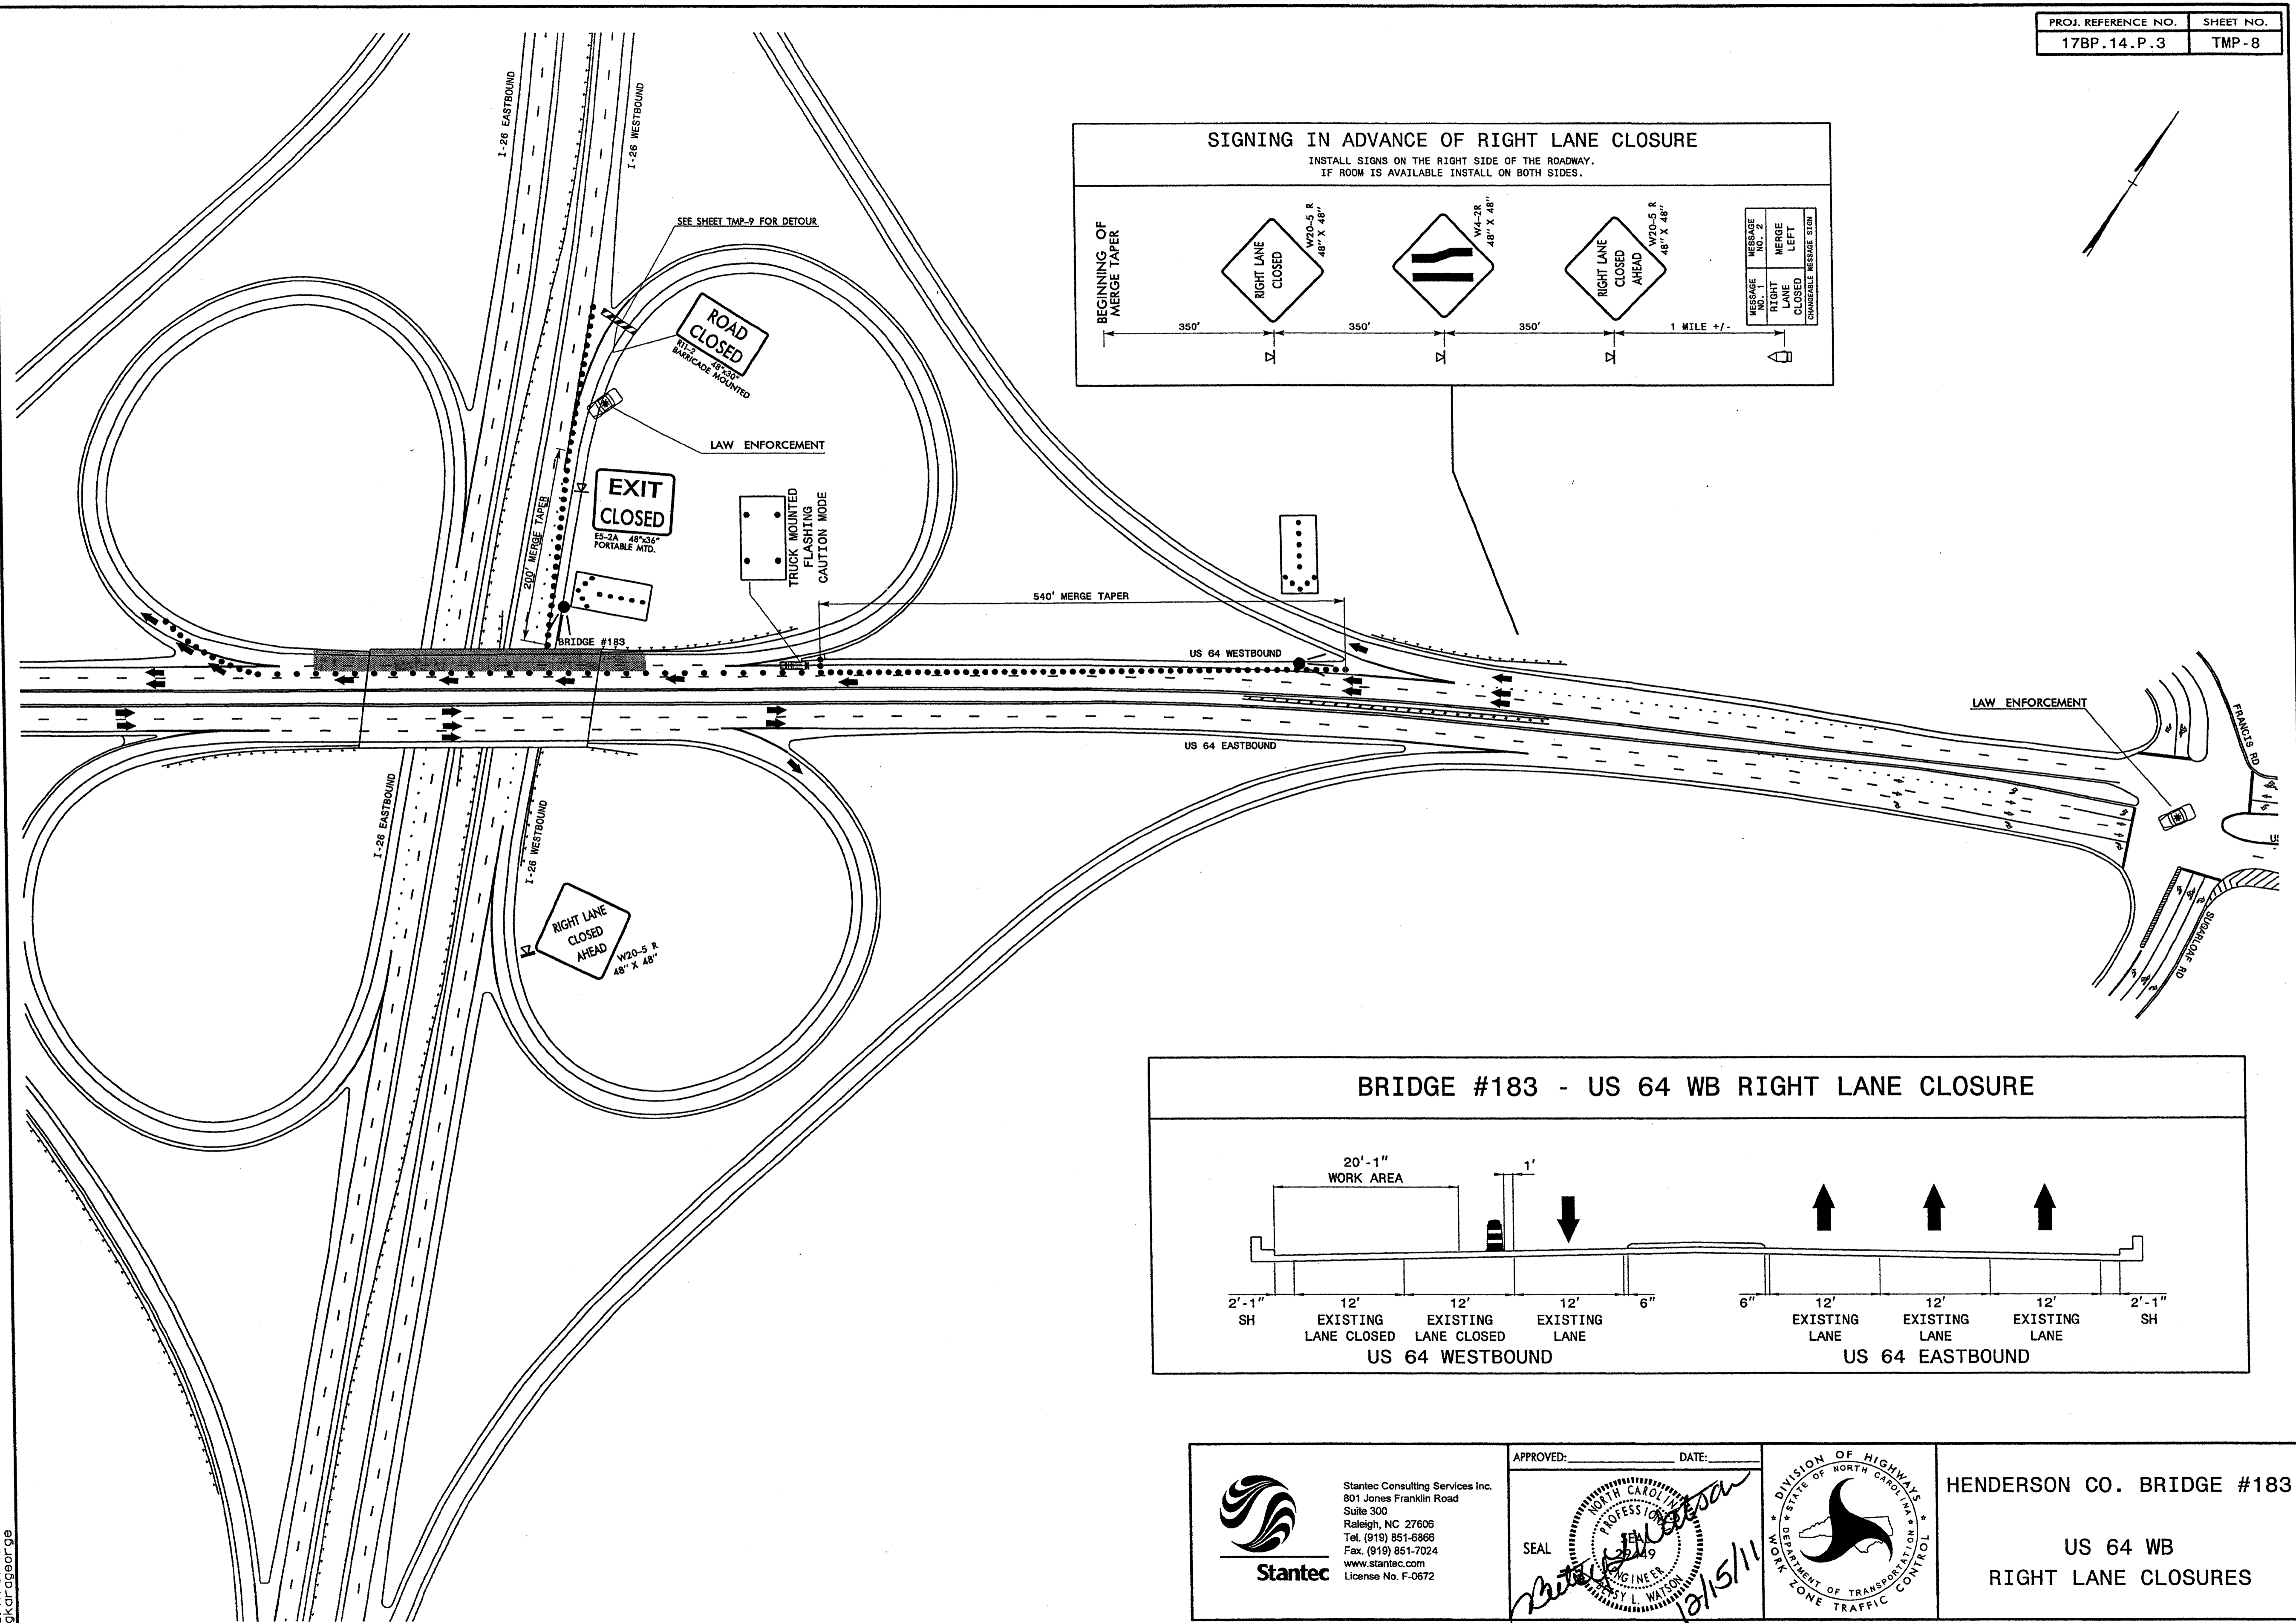 PROJ. REFERENCE NO. SHEET NO.
17BP.14.P.3 TMP-8
I-26 EASTBOUND
I-26 WESTBOUND
SIGNING IN ADVANCE OF RIGHT LANE CLOSURE
INSTALL SIGNS ON THE RIGHT SIDE OF THE ROADWAY.
IF ROOM IS AVAILABLE INSTALL ON BOTH SIDES.
BEGINNING OF
MERGE TAPER
RIGHT LANE
CLOSED
W20-5 R
48" X 48"
W4-2R
48" X 48"
RIGHT LANE
CLOSED
AHEAD
W20-5 R
48" X 48"
MESSAGE
NO. 1
RIGHT
LANE
CLOSED
MESSAGE
NO. 2
MERGE
LEFT
CHANGEABLE MESSAGE SIGN
350'
350'
350'
1 MILE +/-
SEE SHEET TMP-9 FOR DETOUR
ROAD
CLOSED
R11-2 48"x30"
BARRICADE MOUNTED
LAW ENFORCEMENT
EXIT
CLOSED
E5-2A 48"x36"
PORTABLE MTD.
200' MERGE TAPER
TRUCK MOUNTED
FLASHING
CAUTION MODE
540' MERGE TAPER
BRIDGE #183
US 64 WESTBOUND
US 64 EASTBOUND
LAW ENFORCEMENT
FRANCIS RD
US
SUGARLOAF RD
I-26 EASTBOUND
I-26 WESTBOUND
RIGHT LANE
CLOSED
AHEAD
W20-5 R
48" X 48"
BRIDGE #183 - US 64 WB RIGHT LANE CLOSURE
20'-1"
WORK AREA
1'
2'-1" 12' 12' 12' 6" 6" 12' 12' 12' 2'-1"
SH EXISTING EXISTING EXISTING EXISTING EXISTING EXISTING SH
LANE CLOSED LANE CLOSED LANE LANE LANE LANE
US 64 WESTBOUND US 64 EASTBOUND
Stantec
Stantec Consulting Services Inc.
801 Jones Franklin Road
Suite 300
Raleigh, NC 27606
Tel. (919) 851-6866
Fax. (919) 851-7024
www.stantec.com
License No. F-0672
APPROVED: DATE:
SEAL
NORTH CAROLINA
PROFESSIONAL
SEAL
29449
ENGINEER
BETSY L. WATSON
Betsy L Watson
12/15/11
DIVISION OF HIGHWAYS
STATE OF NORTH CAROLINA
DEPARTMENT OF TRANSPORTATION
WORK ZONE TRAFFIC CONTROL
HENDERSON CO. BRIDGE #183
US 64 WB
RIGHT LANE CLOSURES
gkarageorge